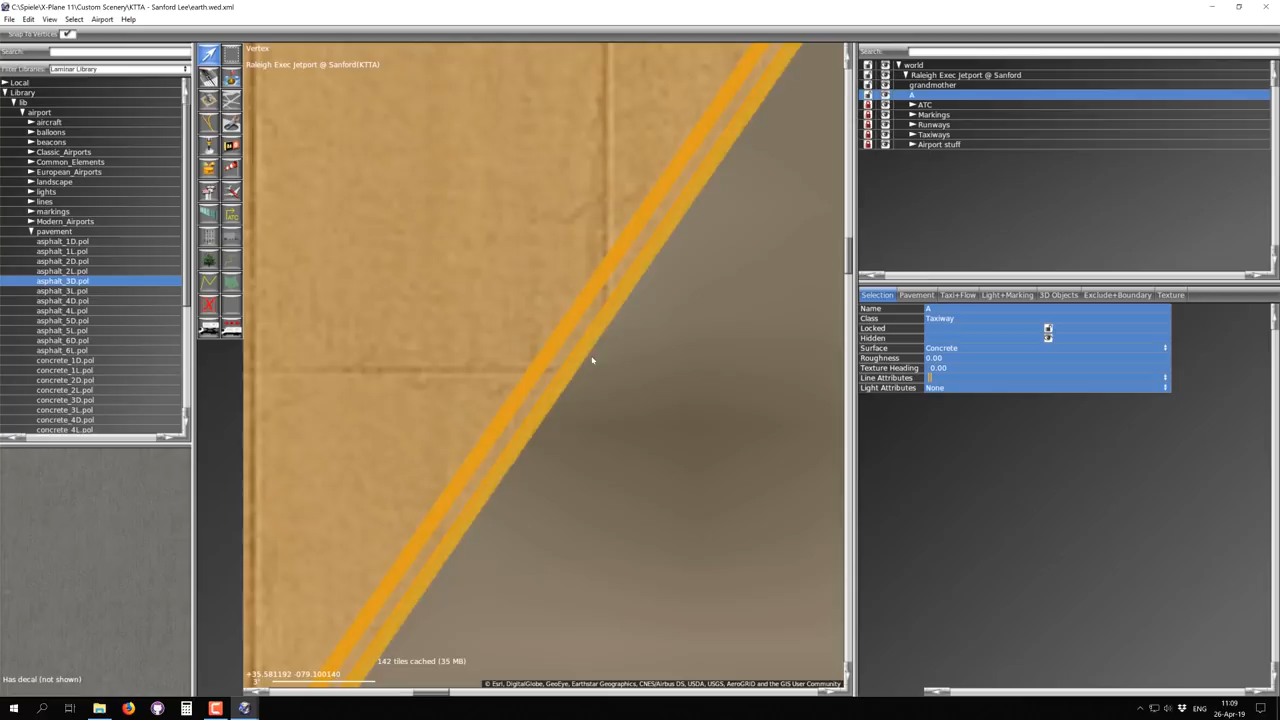 C:\Spiele\X-Plane 11\Custom Scenery\KTTA - Sanford Lee\earth.wed.xml
File Edit View Select Airport Help
Snap To Vertices
Search:
Filter Libraries: Laminar Library
Local
Library
lib
airport
aircraft
balloons
beacons
Classic_Airports
Common_Elements
European_Airports
landscape
lights
lines
markings
Modern_Airports
pavement
asphalt_1D.pol
asphalt_1L.pol
asphalt_2D.pol
asphalt_2L.pol
asphalt_3D.pol
asphalt_3L.pol
asphalt_4D.pol
asphalt_4L.pol
asphalt_5D.pol
asphalt_5L.pol
asphalt_6D.pol
asphalt_6L.pol
concrete_1D.pol
concrete_1L.pol
concrete_2D.pol
concrete_2L.pol
concrete_3D.pol
concrete_3L.pol
concrete_4D.pol
concrete_4L.pol
Has decal (not shown)
ATC
Vertex
Raleigh Exec Jetport @ Sanford(KTTA)
142 tiles cached (35 MB)
+35.581192 -079.100140
3'
© Esri, DigitalGlobe, GeoEye, Earthstar Geographics, CNES/Airbus DS, USDA, USGS, AeroGRID and the GIS User Community
Search:
world
Raleigh Exec Jetport @ Sanford
grandmother
A
ATC
Markings
Runways
Taxiways
Airport stuff
Selection Pavement Taxi+Flow Light+Marking 3D Objects Exclude+Boundary Texture
Name A
Class Taxiway
Locked
Hidden
Surface Concrete
Roughness 0.00
Texture Heading 0.00
Line Attributes
Light Attributes None
ENG
11:09
26-Apr-19